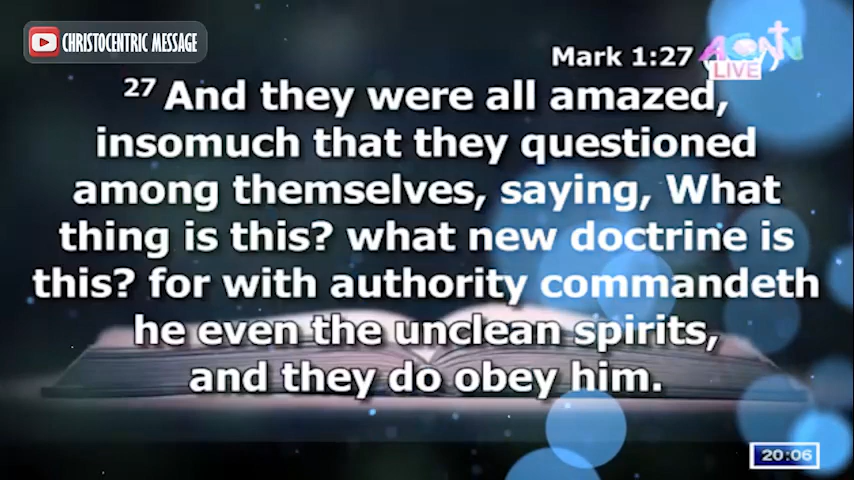 CHRISTOCENTRIC MESSAGE
Mark 1:27
AGAIN
LIVE
27 And they were all amazed,
insomuch that they questioned
among themselves, saying, What
thing is this? what new doctrine is
this? for with authority commandeth
he even the unclean spirits,
and they do obey him.
20:06